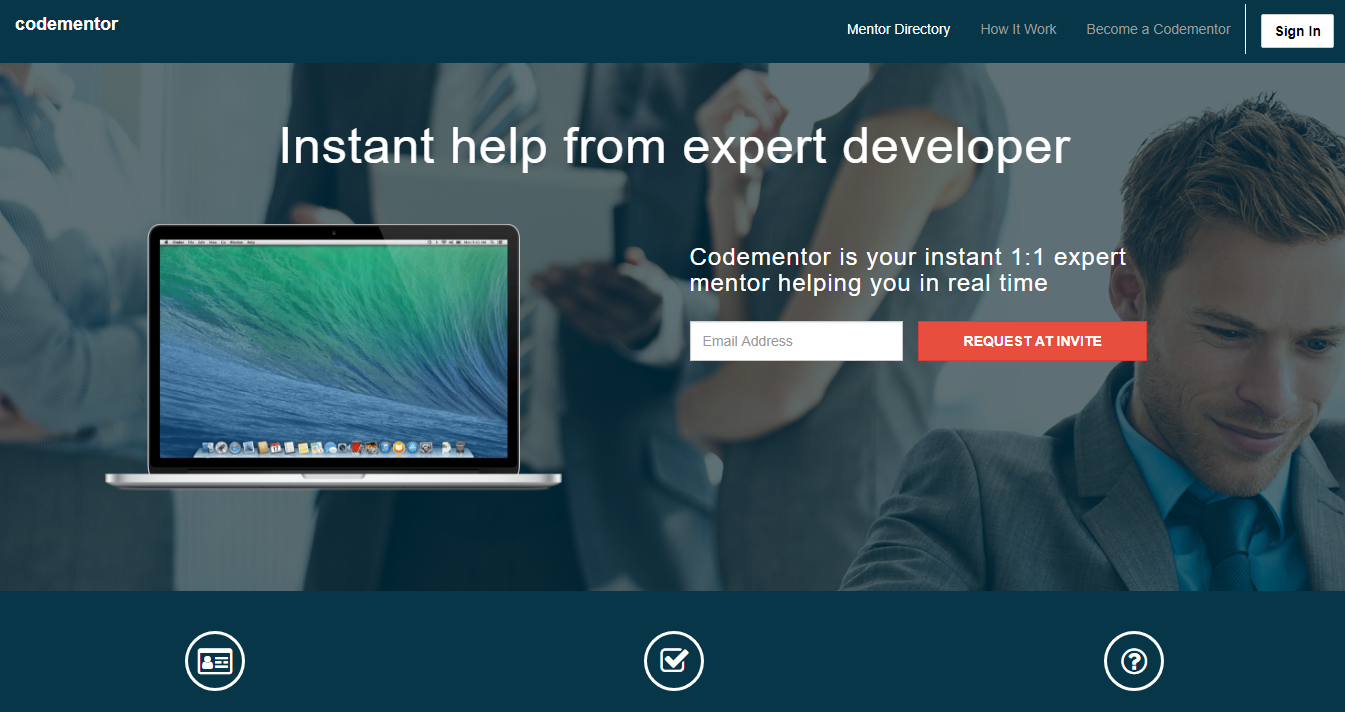 codementor
Mentor Directory
How It Work
Become a Codementor
Sign In
Instant help from expert developer
Codementor is your instant 1:1 expert
mentor helping you in real time
Email Address
REQUEST AT INVITE